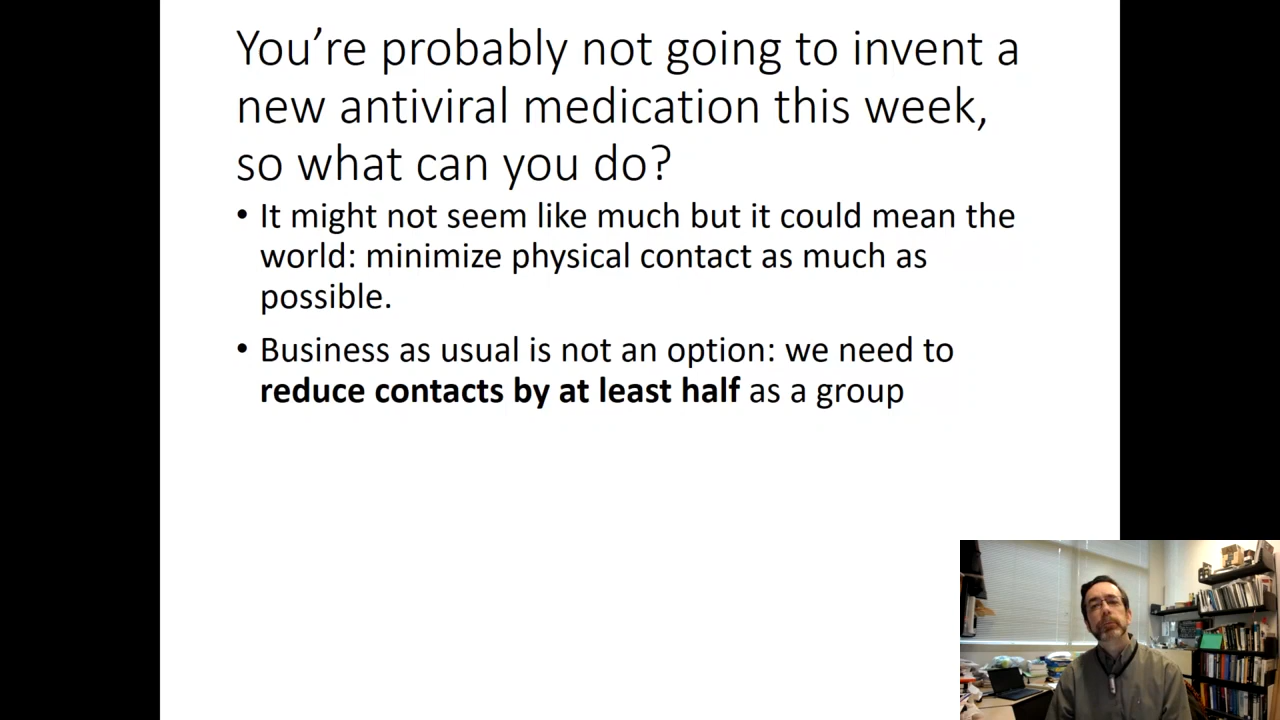 You’re probably not going to invent a
new antiviral medication this week,
so what can you do?
• It might not seem like much but it could mean the
world: minimize physical contact as much as
possible.
• Business as usual is not an option: we need to
reduce contacts by at least half as a group